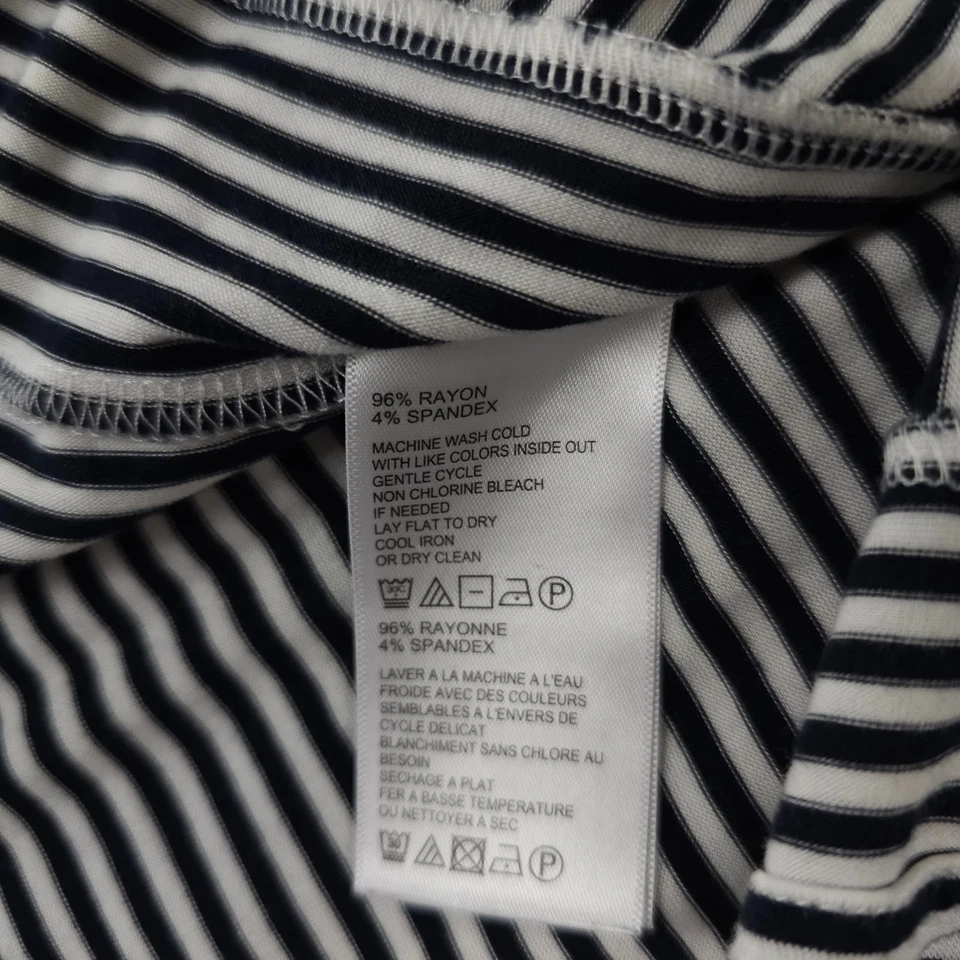 96% RAYON
4% SPANDEX
MACHINE WASH COLD
WITH LIKE COLORS INSIDE OUT
GENTLE CYCLE
NON CHLORINE BLEACH
IF NEEDED
LAY FLAT TO DRY
COOL IRON
OR DRY CLEAN
30C P
96% RAYONNE
4% SPANDEX
LAVER A LA MACHINE A L'EAU
FROIDE AVEC DES COULEURS
SEMBLABLES A L'ENVERS DE
CYCLE DELICAT
BLANCHIMENT SANS CHLORE AU
BESOIN
SECHAGE A PLAT
FER A BASSE TEMPERATURE
OU NETTOYER A SEC
30 P